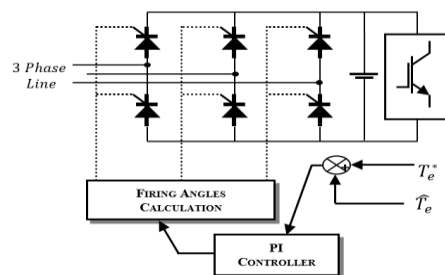 3 Phase
Line
T_e^*
T̂_e
FIRING ANGLES
CALCULATION
PI
CONTROLLER
+